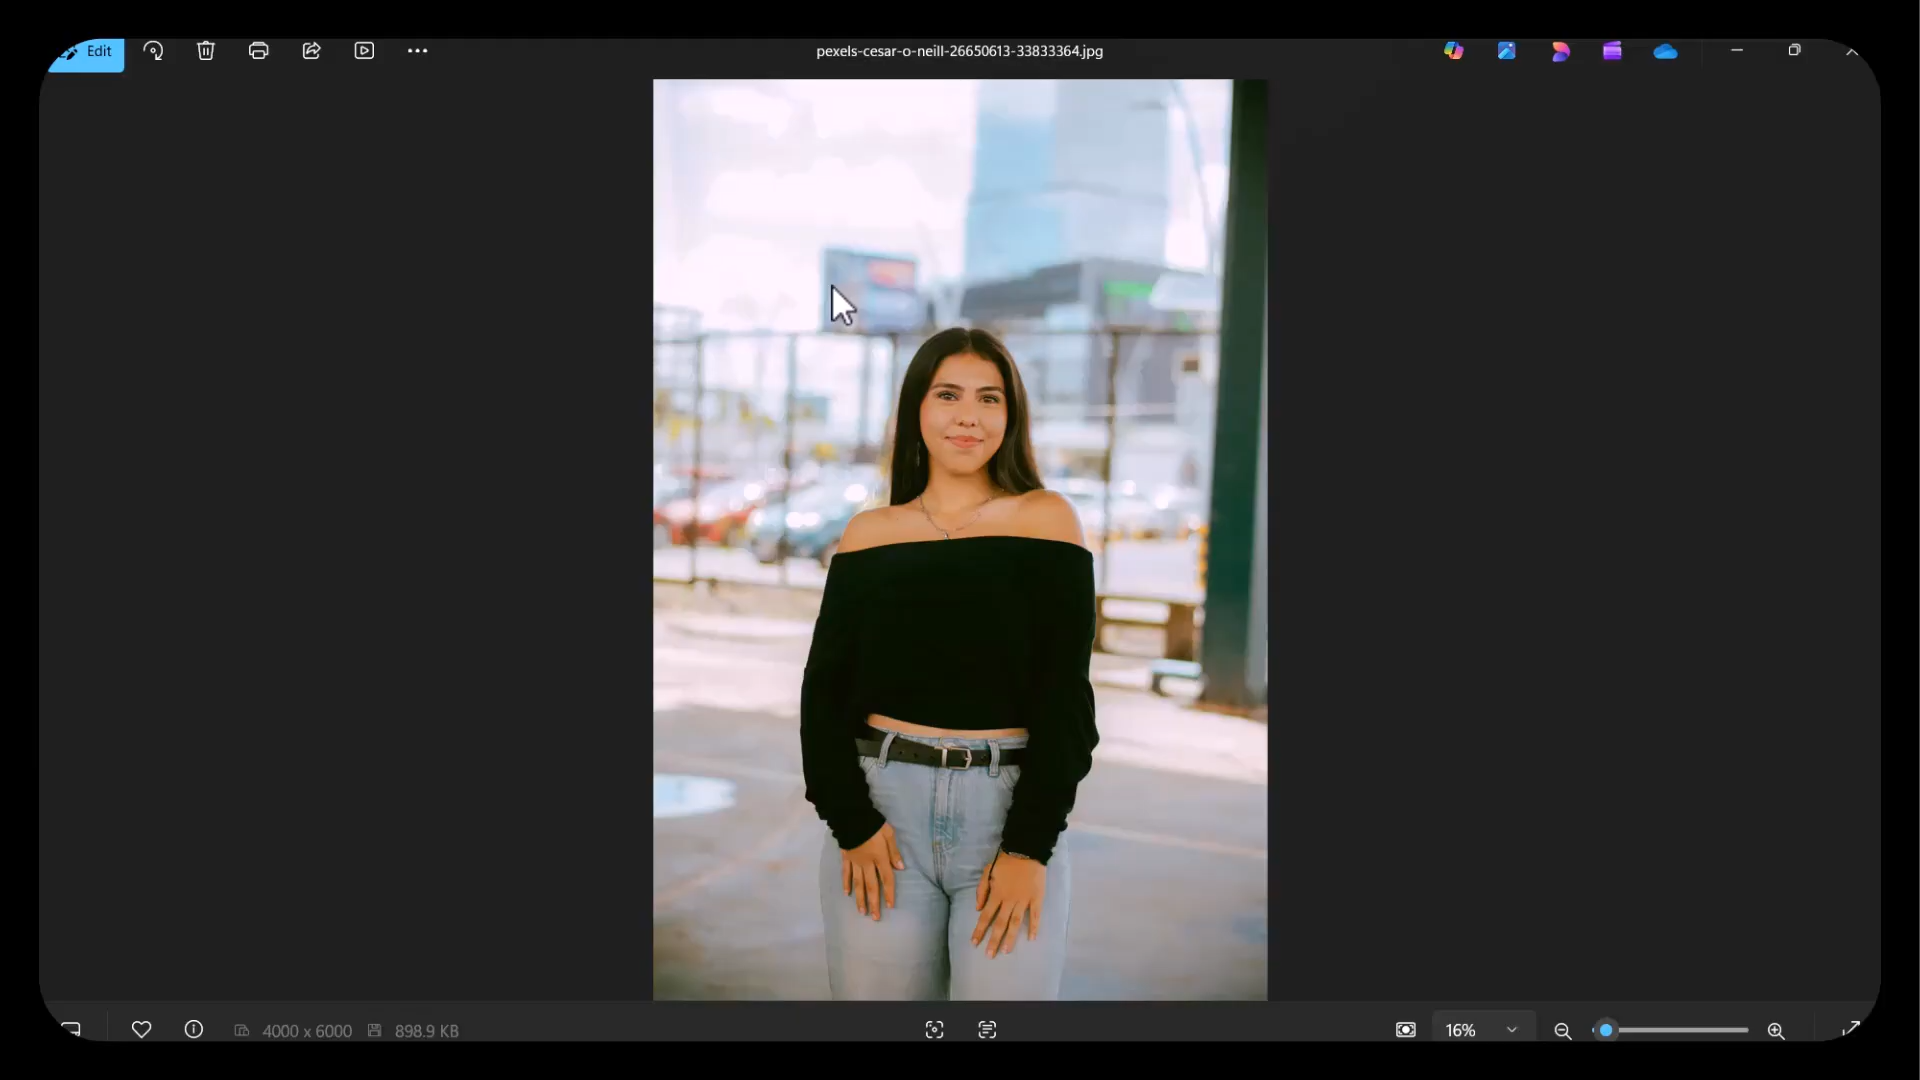 Edit
pexels-cesar-o-neill-26650613-33833364.jpg
4000 x 6000
898.9 KB
16%